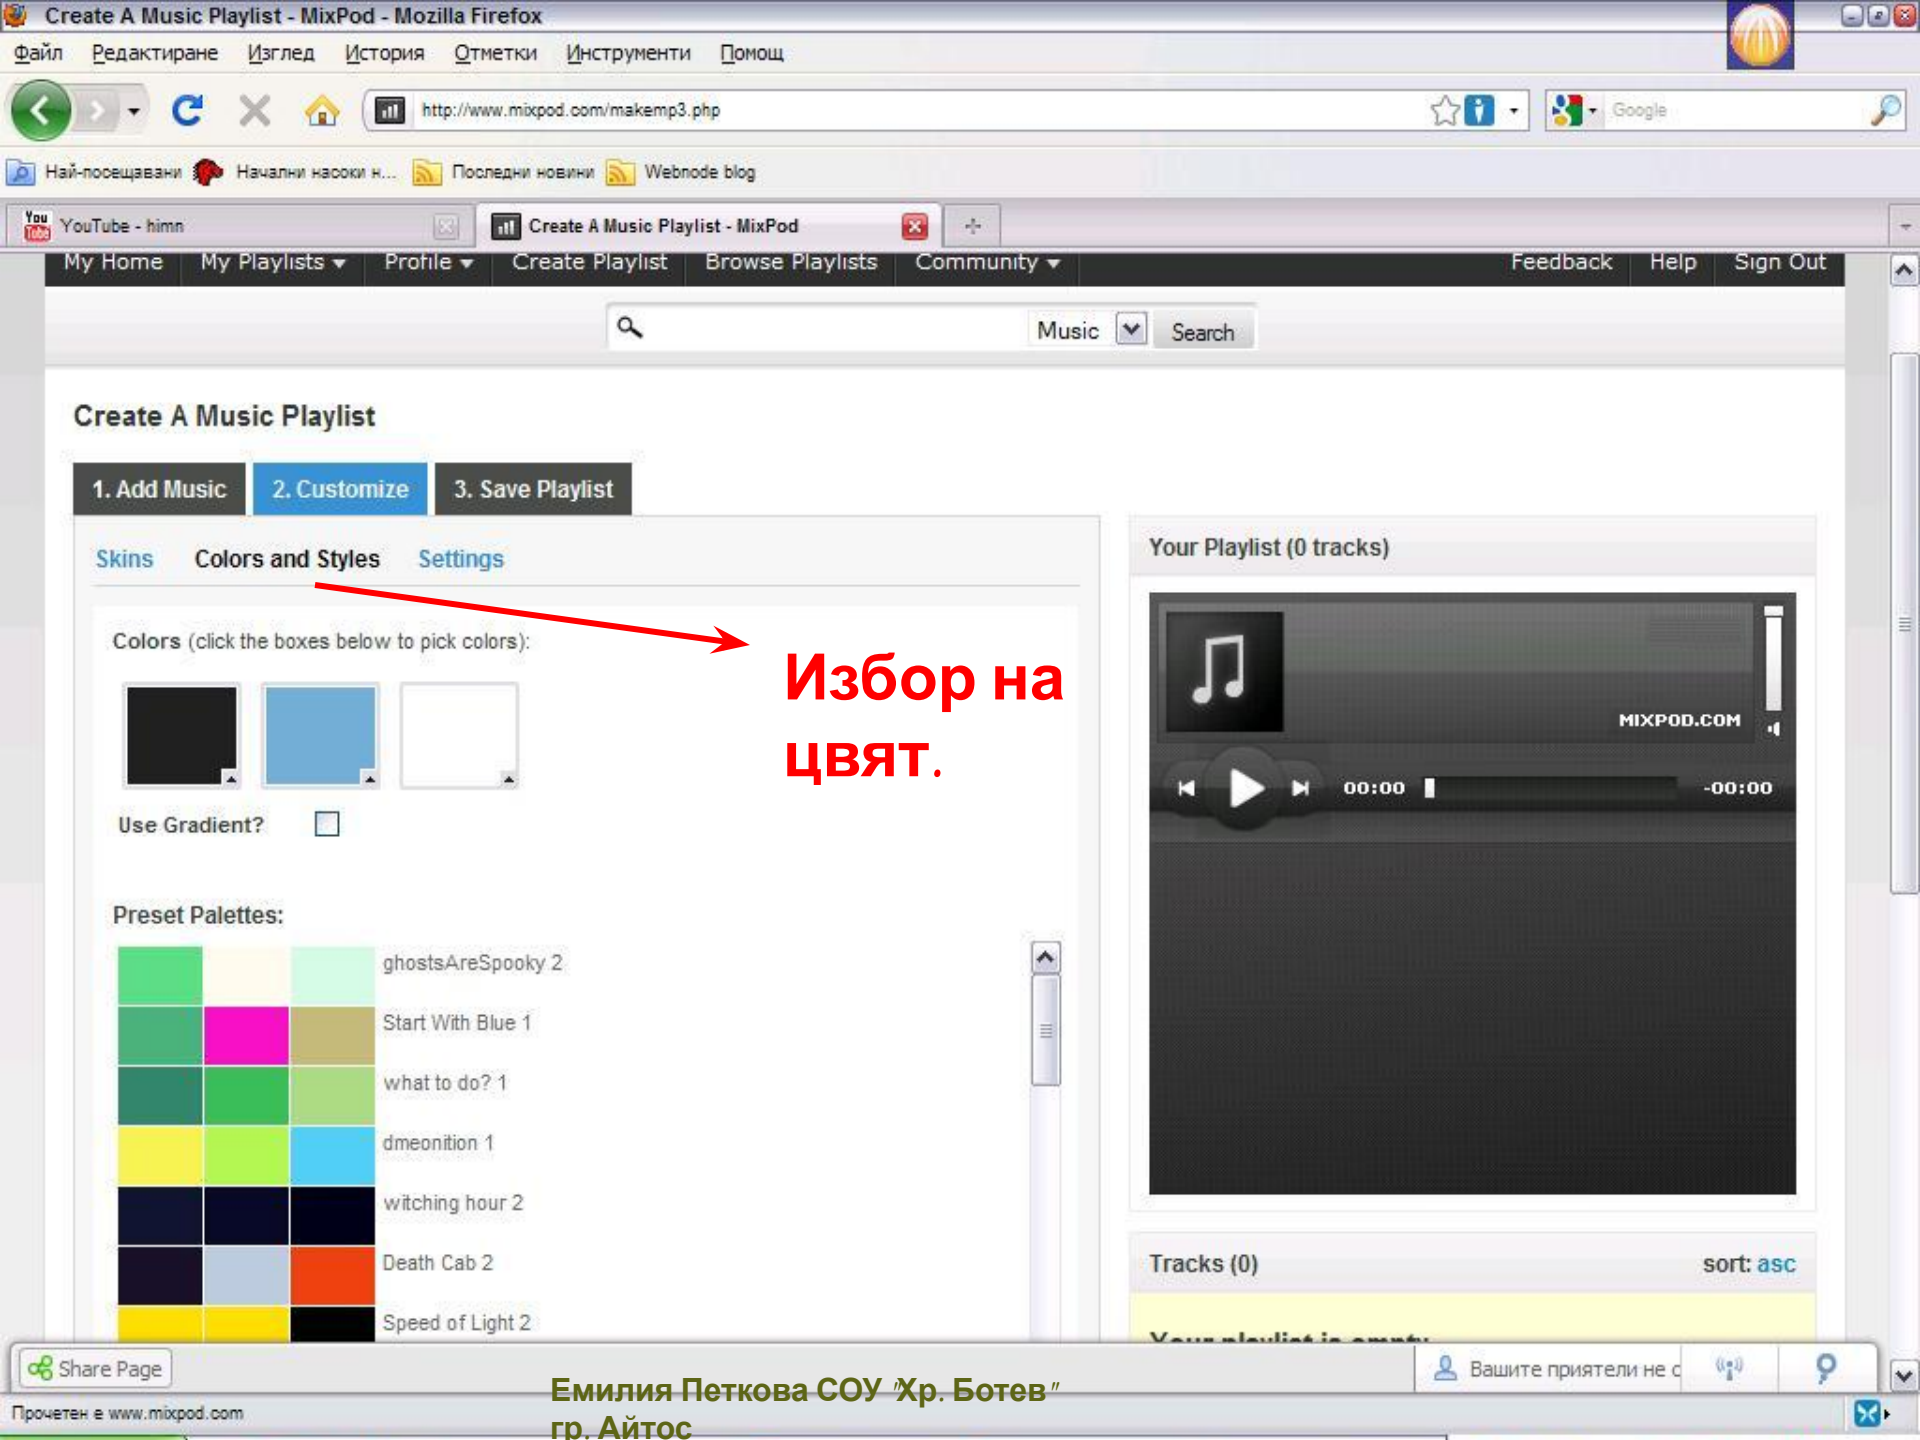 Create A Music Playlist - MixPod - Mozilla Firefox
Файл Редактиране Изглед История Отметки Инструменти Помощ
http://www.mixpod.com/makemp3.php
Google
Най-посещавани Начални насоки н... Последни новини Webnode blog
You Tube YouTube - himn
Create A Music Playlist - MixPod
My Home My Playlists Profile Create Playlist Browse Playlists Community Feedback Help Sign Out
Music Search
Create A Music Playlist
1. Add Music 2. Customize 3. Save Playlist
Skins Colors and Styles Settings
Your Playlist (0 tracks)
Colors (click the boxes below to pick colors):
Избор на
цвят.
MIXPOD.COM
00:00 -00:00
Use Gradient?
Preset Palettes:
ghostsAreSpooky 2
Start With Blue 1
what to do? 1
dmeonition 1
witching hour 2
Death Cab 2
Speed of Light 2
Tracks (0) sort: asc
Your playlist is empty
Share Page
Вашите приятели не с
Емилия Петкова СОУ "Хр. Ботев"
гр. Айтос
Прочетен е www.mixpod.com